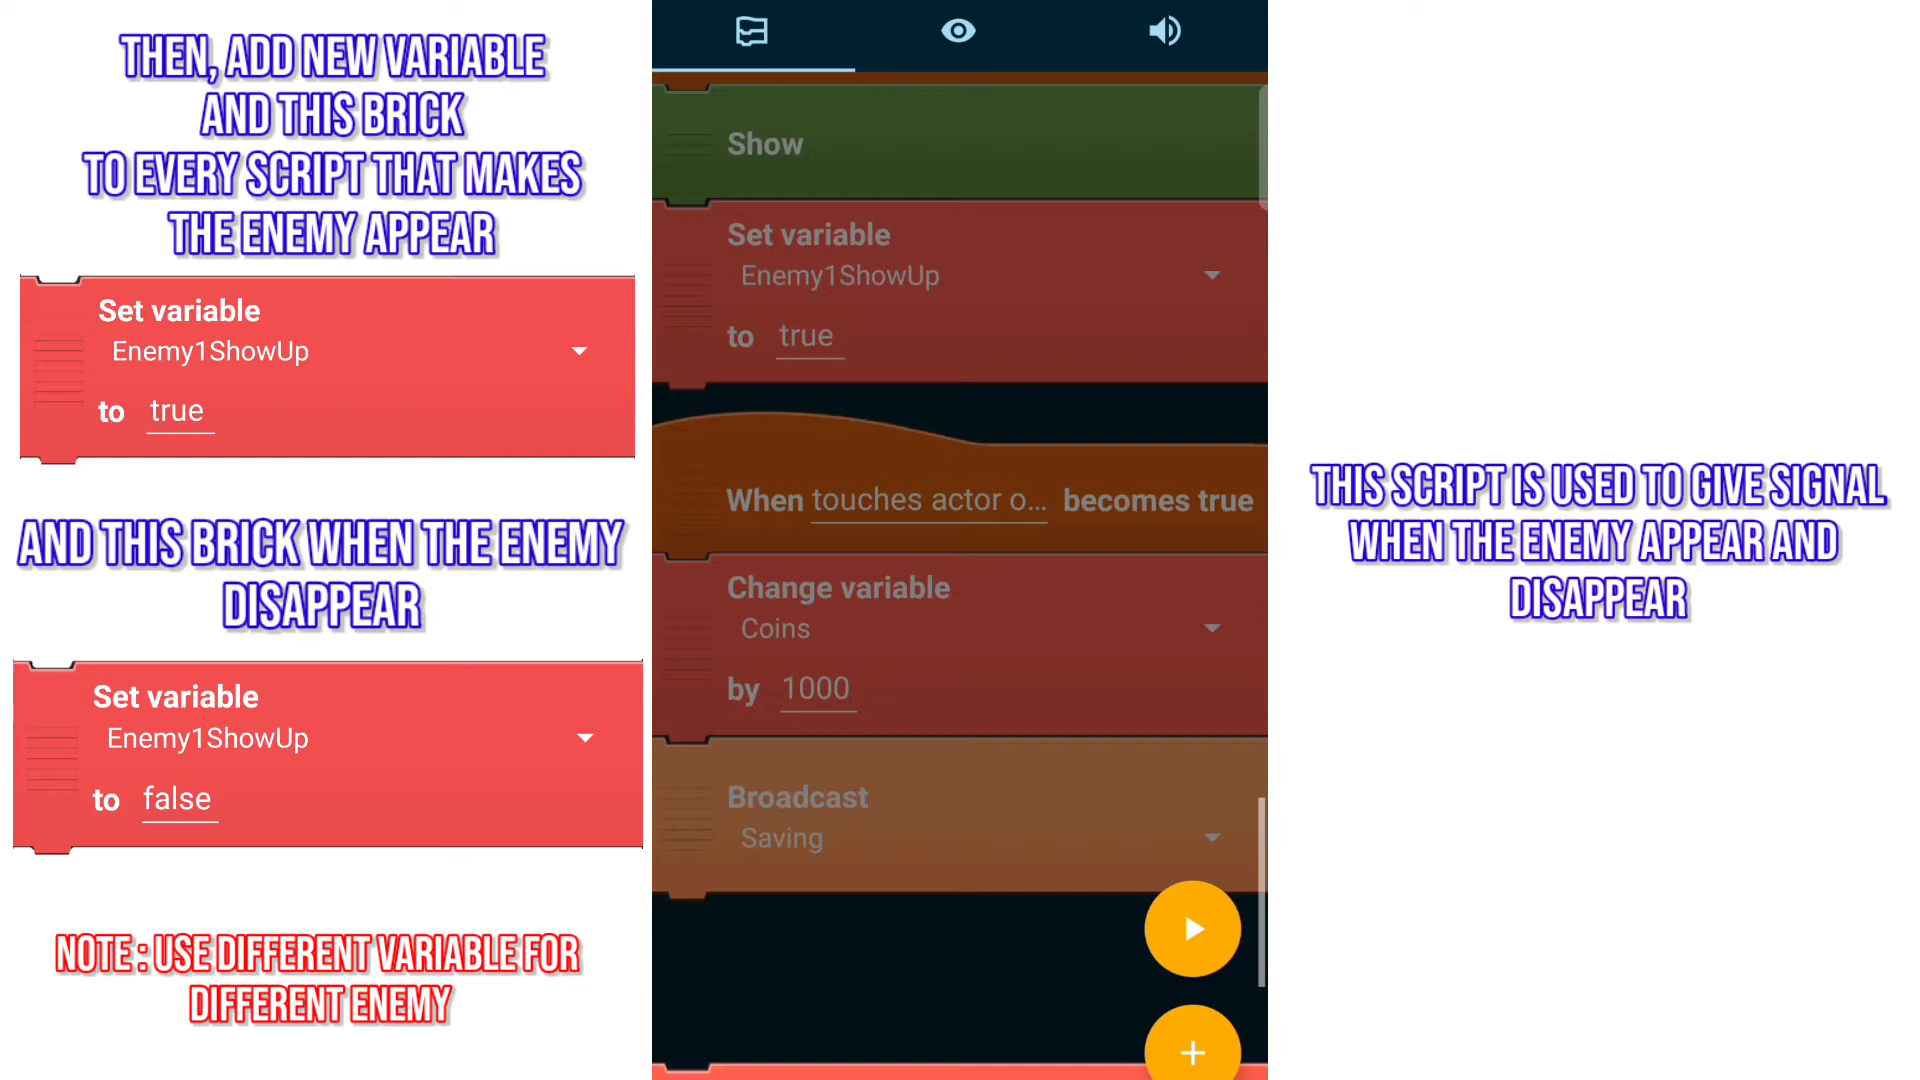 THEN, ADD NEW VARIABLE
AND THIS BRICK
TO EVERY SCRIPT THAT MAKES
THE ENEMY APPEAR
Set variable
Enemy1ShowUp
to true
AND THIS BRICK WHEN THE ENEMY
DISAPPEAR
Set variable
Enemy1ShowUp
to false
NOTE : USE DIFFERENT VARIABLE FOR
DIFFERENT ENEMY
Show
Set variable
Enemy1ShowUp
to true
When touches actor o... becomes true
Change variable
Coins
by 1000
Broadcast
Saving
THIS SCRIPT IS USED TO GIVE SIGNAL
WHEN THE ENEMY APPEAR AND
DISAPPEAR